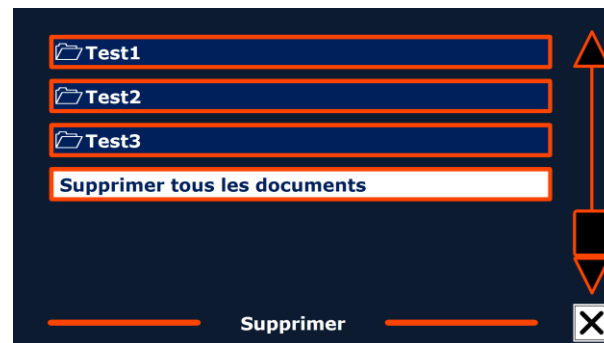 Test1
Test2
Test3
Supprimer tous les documents
Supprimer